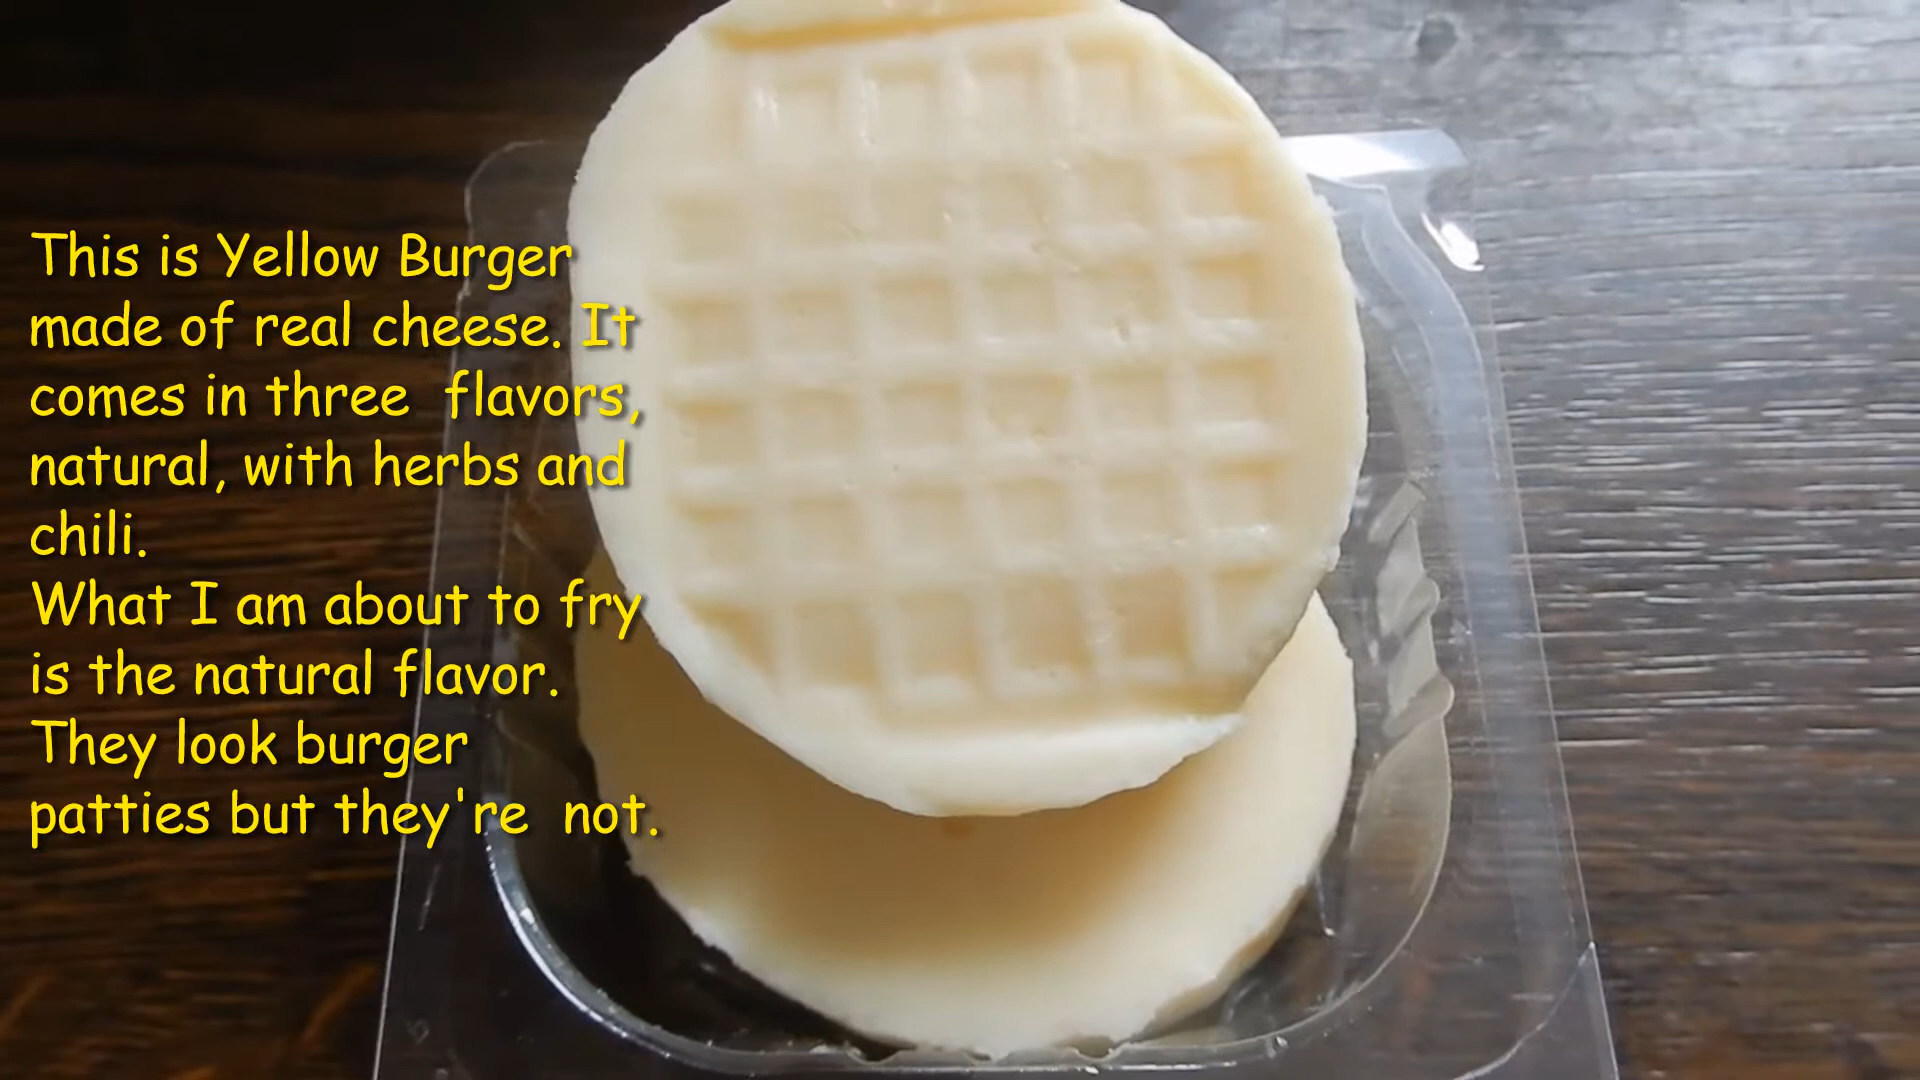 This is Yellow Burger
made of real cheese. It
comes in three  flavors,
natural, with herbs and
chili.
What I am about to fry
is the natural flavor.
They look burger
patties but they're  not.